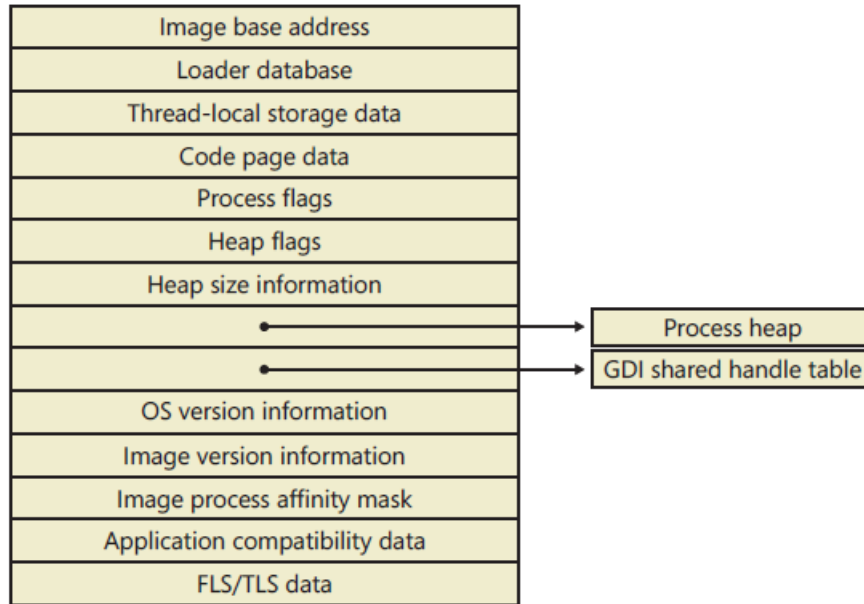 Image base address
Loader database
Thread-local storage data
Code page data
Process flags
Heap flags
Heap size information
Process heap
GDI shared handle table
OS version information
Image version information
Image process affinity mask
Application compatibility data
FLS/TLS data